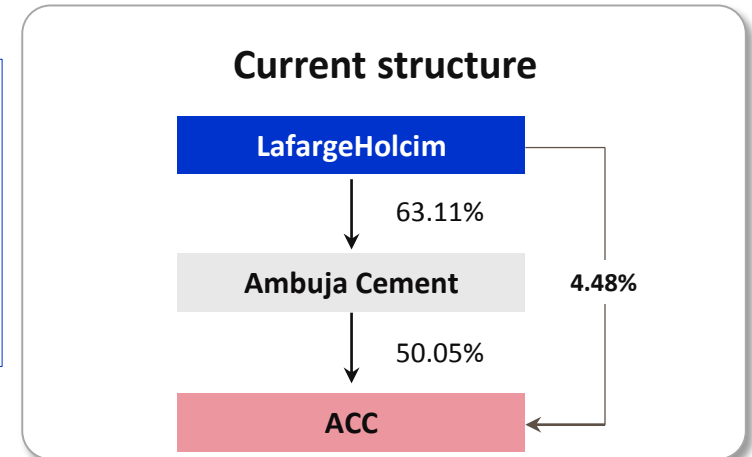 Current structure
LafargeHolcim
63.11%
Ambuja Cement
4.48%
50.05%
ACC